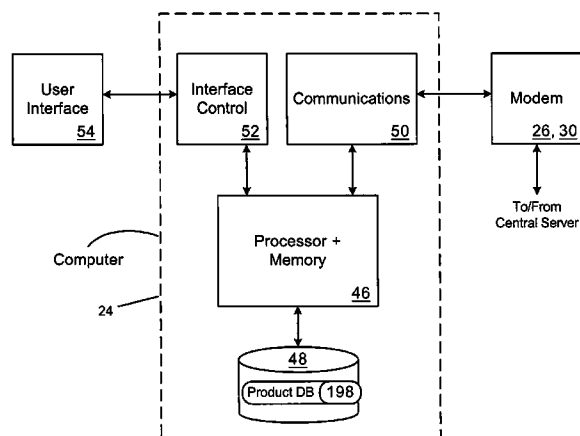 User
Interface
54
Interface
Control
52
Communications
50
Modem
26, 30
To/From
Central Server
Processor +
Memory
46
Computer
24
48
Product DB 198